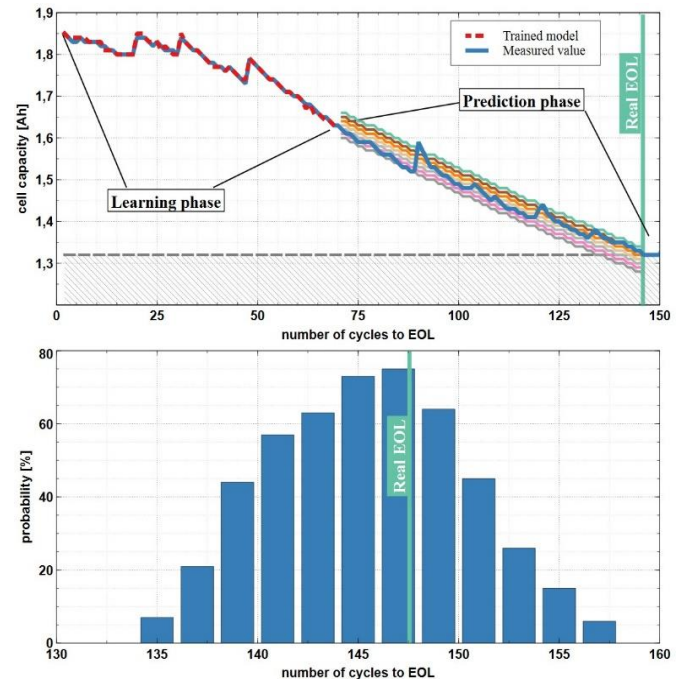 1,9
1,8
1,7
1,6
1,5
1,4
1,3
cell capacity [Ah]
Trained model
Measured value
Real EOL
Prediction phase
Learning phase
0 25 50 75 100 125 150
number of cycles to EOL
80
60
40
20
0
probability [%]
Real EOL
130 135 140 145 150 155 160
number of cycles to EOL